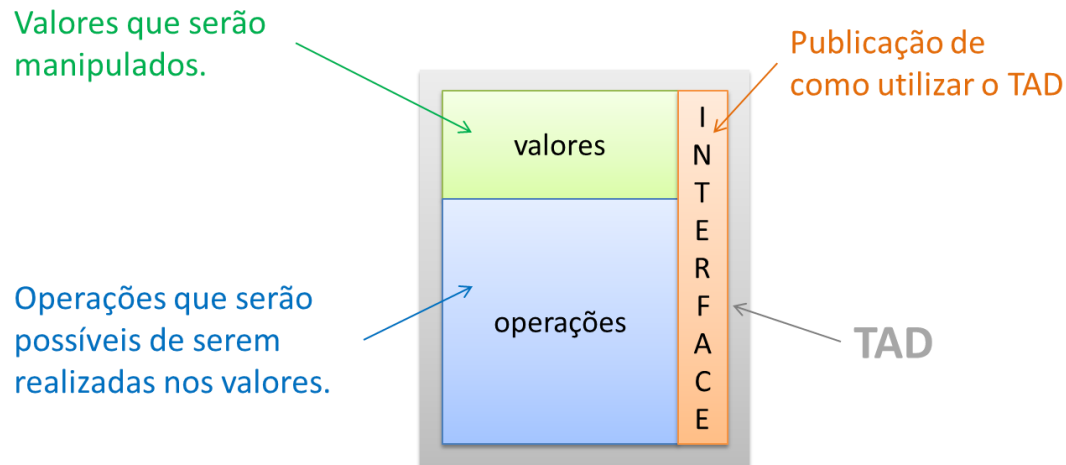 Valores que serão
manipulados.
Publicação de
como utilizar o TAD
valores
INTERFACE
Operações que serão
possíveis de serem
realizadas nos valores.
operações
TAD